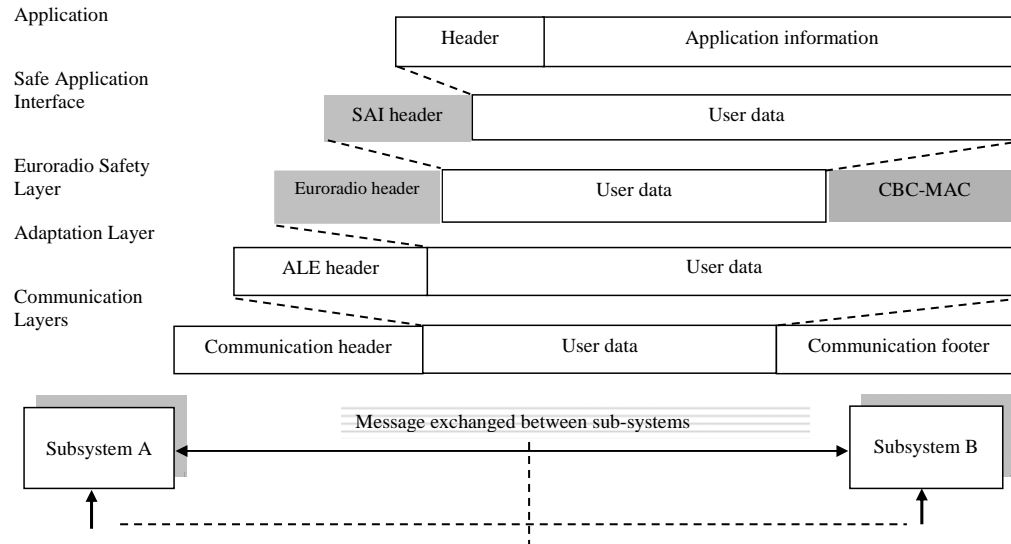 Application
Header
Application information
Safe Application
Interface
SAI header
User data
Euroradio Safety
Layer
Euroradio header
User data
CBC-MAC
Adaptation Layer
ALE header
User data
Communication
Layers
Communication header
User data
Communication footer
Message exchanged between sub-systems
Subsystem A
Subsystem B